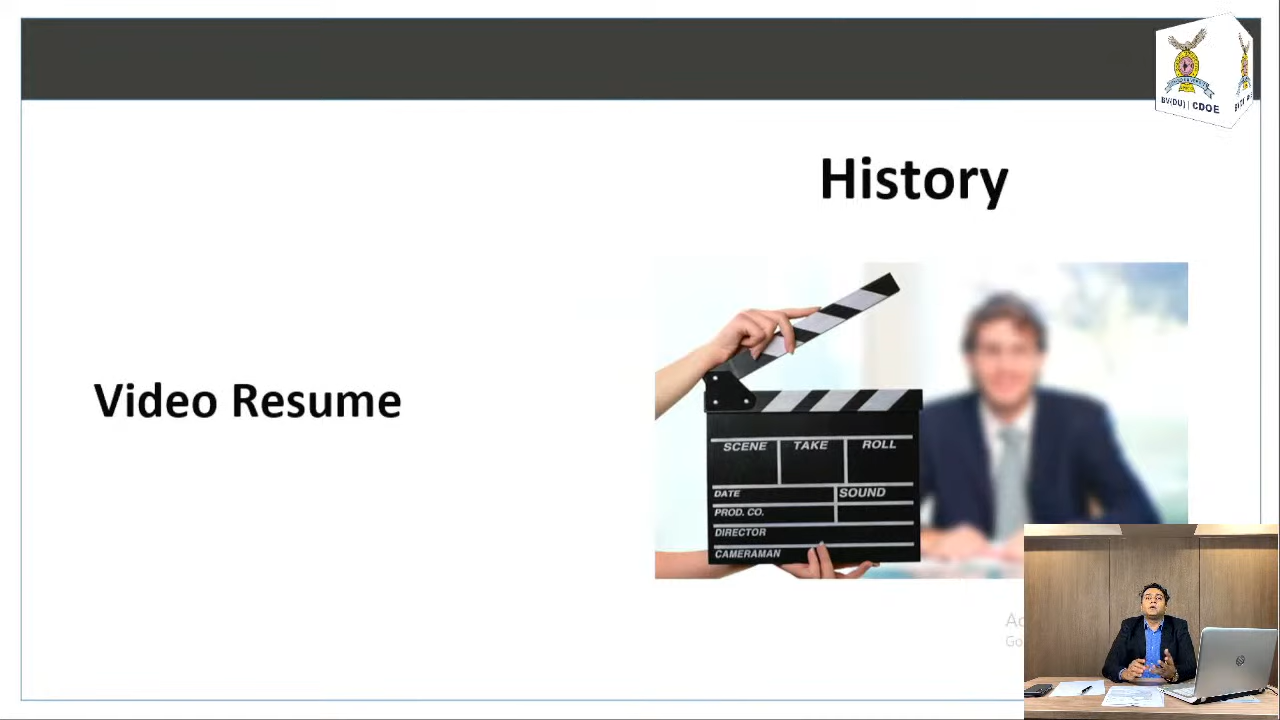 BV(DU) | CDOE
History
Video Resume
SCENE TAKE ROLL
DATE SOUND
PROD. CO.
DIRECTOR
CAMERAMAN